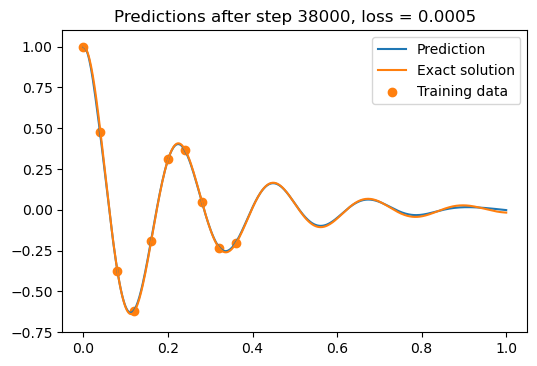 Predictions after step 38000, loss = 0.0005
1.00
0.75
0.50
0.25
0.00
−0.25
−0.50
−0.75
Prediction
Exact solution
Training data
0.0 0.2 0.4 0.6 0.8 1.0